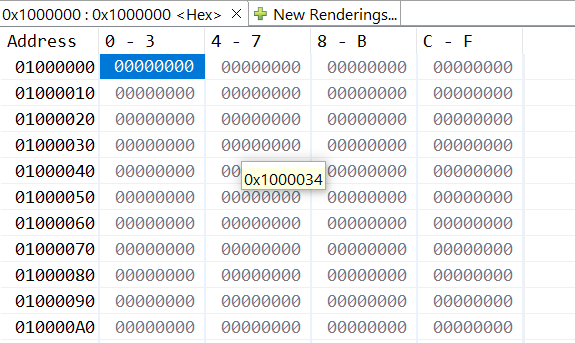 0x1000000 : 0x1000000 <Hex> New Renderings...
Address 0 - 3 4 - 7 8 - B C - F
01000000 00000000 00000000 00000000 00000000
01000010 00000000 00000000 00000000 00000000
01000020 00000000 00000000 00000000 00000000
01000030 00000000 00000000 00000000 00000000
01000040 00000000 00000000 00000000 00000000
0x1000034
01000050 00000000 00000000 00000000 00000000
01000060 00000000 00000000 00000000 00000000
01000070 00000000 00000000 00000000 00000000
01000080 00000000 00000000 00000000 00000000
01000090 00000000 00000000 00000000 00000000
010000A0 00000000 00000000 00000000 00000000